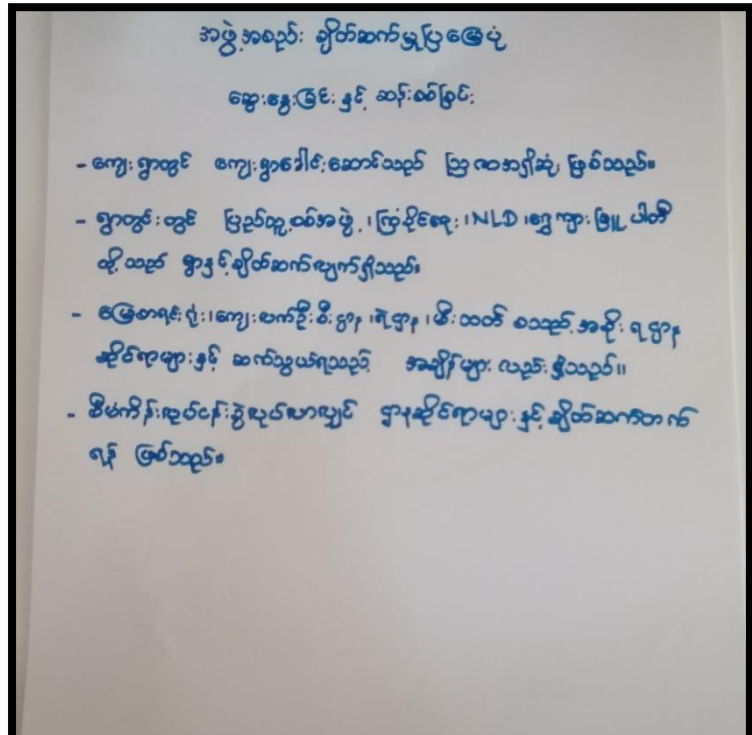 အဖွဲ့အစည်း ချိတ်ဆက်မှုပြမြေပုံ
ဆွေးနွေးခြင်း နှင့် ဆန်းစစ်ခြင်း
- ကျေးရွာတွင် ကျေးရွာခေါင်းဆောင်သည် ဩဇာအရှိဆုံး ဖြစ်သည်။
- ရွာတွင်းတွင် ပြည်သူ့စစ်အဖွဲ့၊ ကြံ့ခိုင်ရေး၊ NLD၊ ကျားဖြူ ပါတီ
တို့သည် ရွာနှင့်ချိတ်ဆက်လျက်ရှိသည်။
- မြေစာရင်းရုံး၊ ကျေးလက်ဦးစီးဌာန၊ ရဲဌာန၊ မီးသတ် စသည့် အစိုးရဌာန
ဆိုင်ရာများနှင့် ဆက်သွယ်ရသည့် အချိန်များ လည်းရှိသည်။
- စီမံကိန်းလုပ်ငန်းခွဲလုပ်လာလျှင် ဌာနဆိုင်ရာများနှင့်ချိတ်ဆက်တက်
ရန် ဖြစ်သည်။